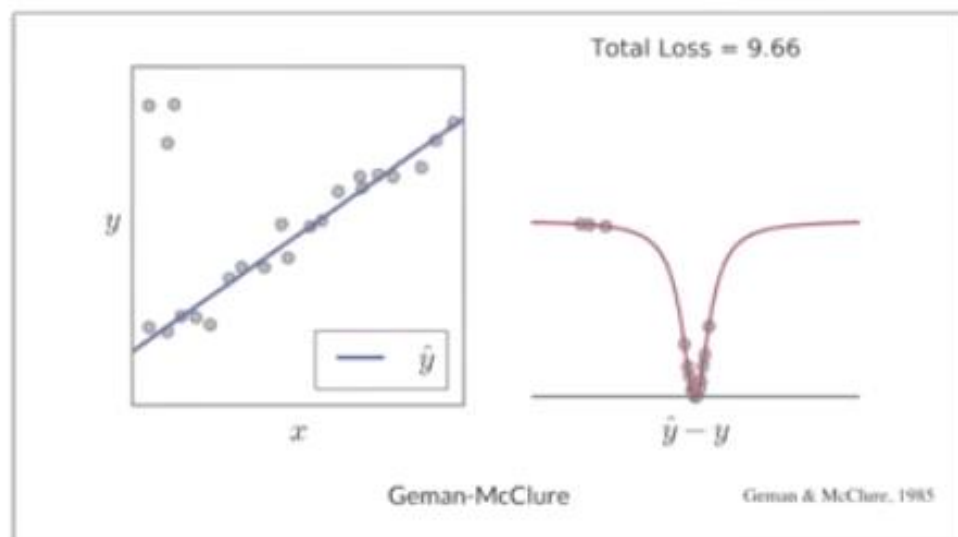 Total Loss = 9.66
y
ŷ
x
ŷ − y
Geman-McClure
Geman & McClure, 1985